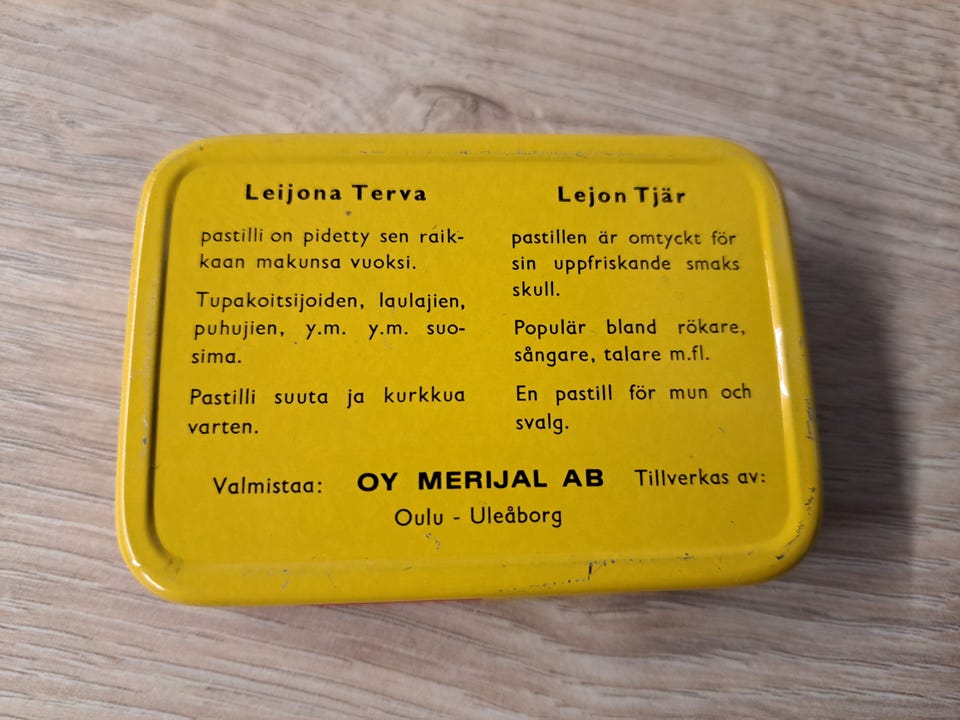 Leijona Terva
pastilli on pidetty sen raik-
kaan makunsa vuoksi.
Tupakoitsijoiden, laulajien,
puhujien, y.m. y.m. suo-
sima.
Pastilli suuta ja kurkkua
varten.
Lejon Tjär
pastillen är omtyckt för
sin uppfriskande smaks
skull.
Populär bland rökare,
sångare, talare m.fl.
En pastill för mun och
svalg.
Valmistaa: OY MERIJAL AB Tillverkas av:
Oulu - Uleåborg